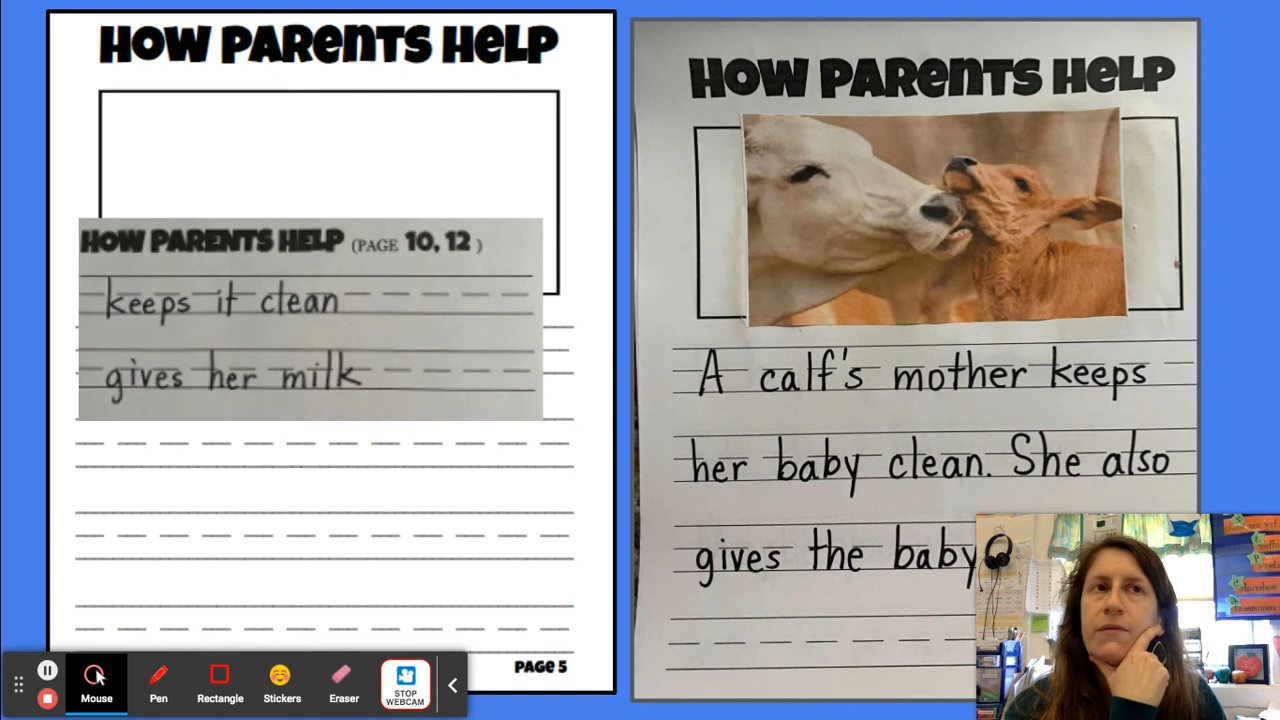 HOW PARENTS HELP
HOW PARENTS HELP (PAGE 10, 12 )
keeps it clean
gives her milk
PAGE 5
HOW PARENTS HELP
A calf's mother keeps
her baby clean. She also
gives the baby
Mouse
Pen
Rectangle
Stickers
Eraser
STOP
WEBCAM